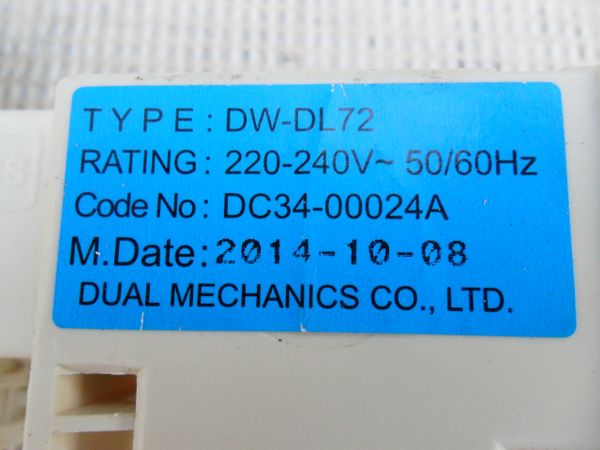 TYPE: DW-DL72
RATING: 220-240V~ 50/60Hz
Code No: DC34-00024A
M.Date: 2014-10-08
DUAL MECHANICS CO., LTD.